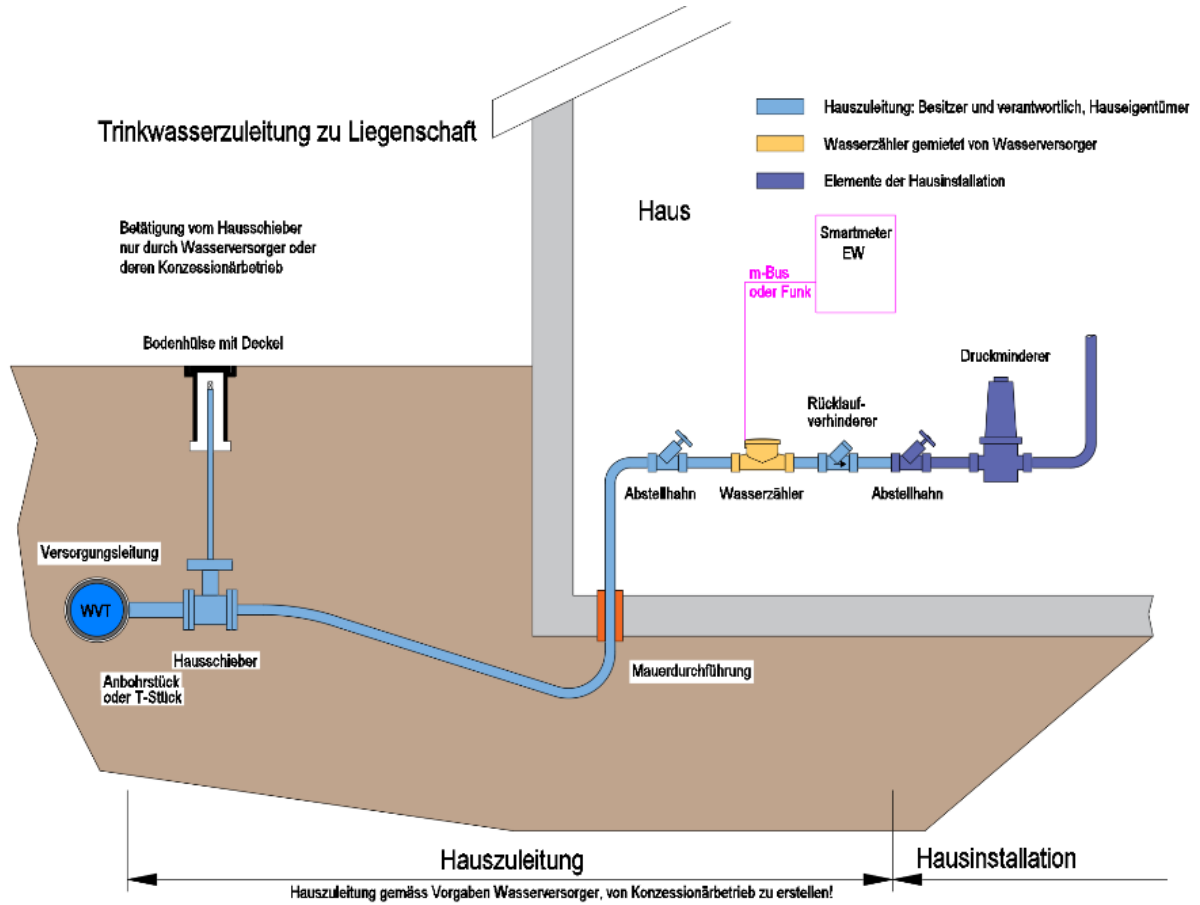 Trinkwasserzuleitung zu Liegenschaft
Hauszuleitung: Besitzer und verantwortlich, Hauseigentümer
Wasserzähler gemietet von Wasserversorger
Elemente der Hausinstallation
Betätigung vom Hausschieber
nur durch Wasserversorger oder
deren Konzessionärbetrieb
Haus
Smartmeter
EW
m-Bus
oder Funk
Bodenhülse mit Deckel
Druckminderer
Rücklauf-
verhinderer
Abstellhahn
Wasserzähler
Abstellhahn
Versorgungsleitung
WVT
Hausschieber
Anbohrstück
oder T-Stück
Mauerdurchführung
Hauszuleitung
Hausinstallation
Hauszuleitung gemäss Vorgaben Wasserversorger, von Konzessionärbetrieb zu erstellen!